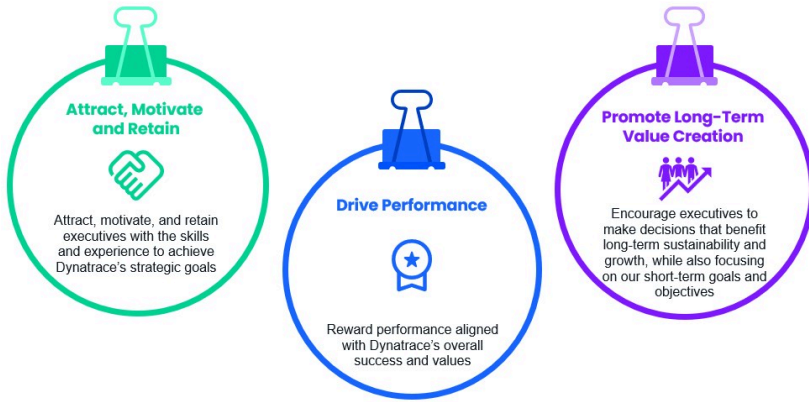 Attract, Motivate
and Retain
Attract, motivate, and retain
executives with the skills
and experience to achieve
Dynatrace's strategic goals
Drive Performance
Reward performance aligned
with Dynatrace's overall
success and values
Promote Long-Term
Value Creation
Encourage executives to
make decisions that benefit
long-term sustainability and
growth, while also focusing
on our short-term goals and
objectives